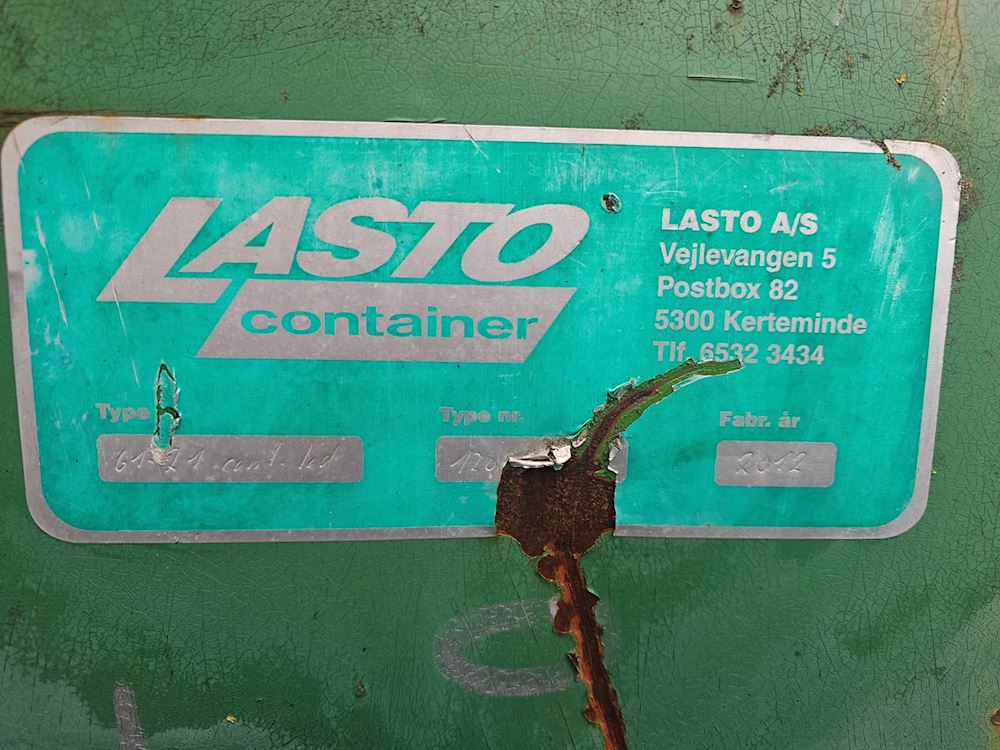 LASTO
container
LASTO A/S
Vejlevangen 5
Postbox 82
5300 Kerteminde
Tlf. 6532 3434
Type
Type nr.
Fabr. år
2012